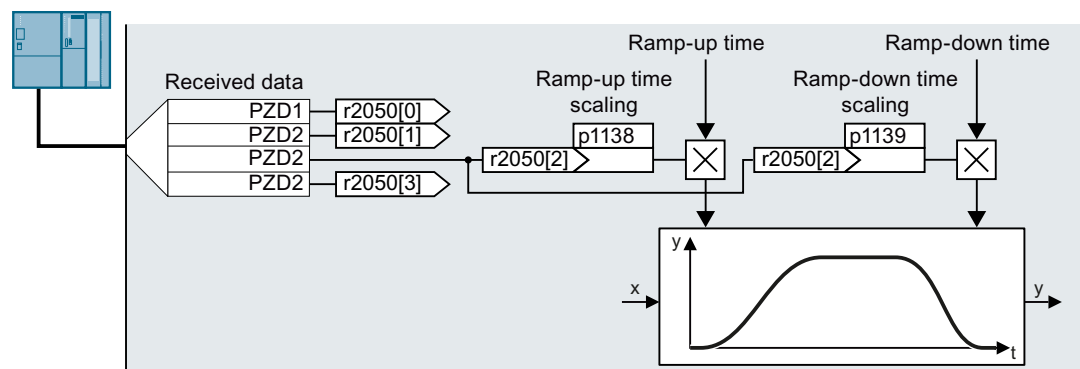 Ramp-up time
Ramp-down time
Received data
Ramp-up time
scaling
Ramp-down time
scaling
PZD1
r2050[0]
PZD2
r2050[1]
p1138
p1139
PZD2
r2050[2]
r2050[2]
PZD2
r2050[3]
y
x
y
t